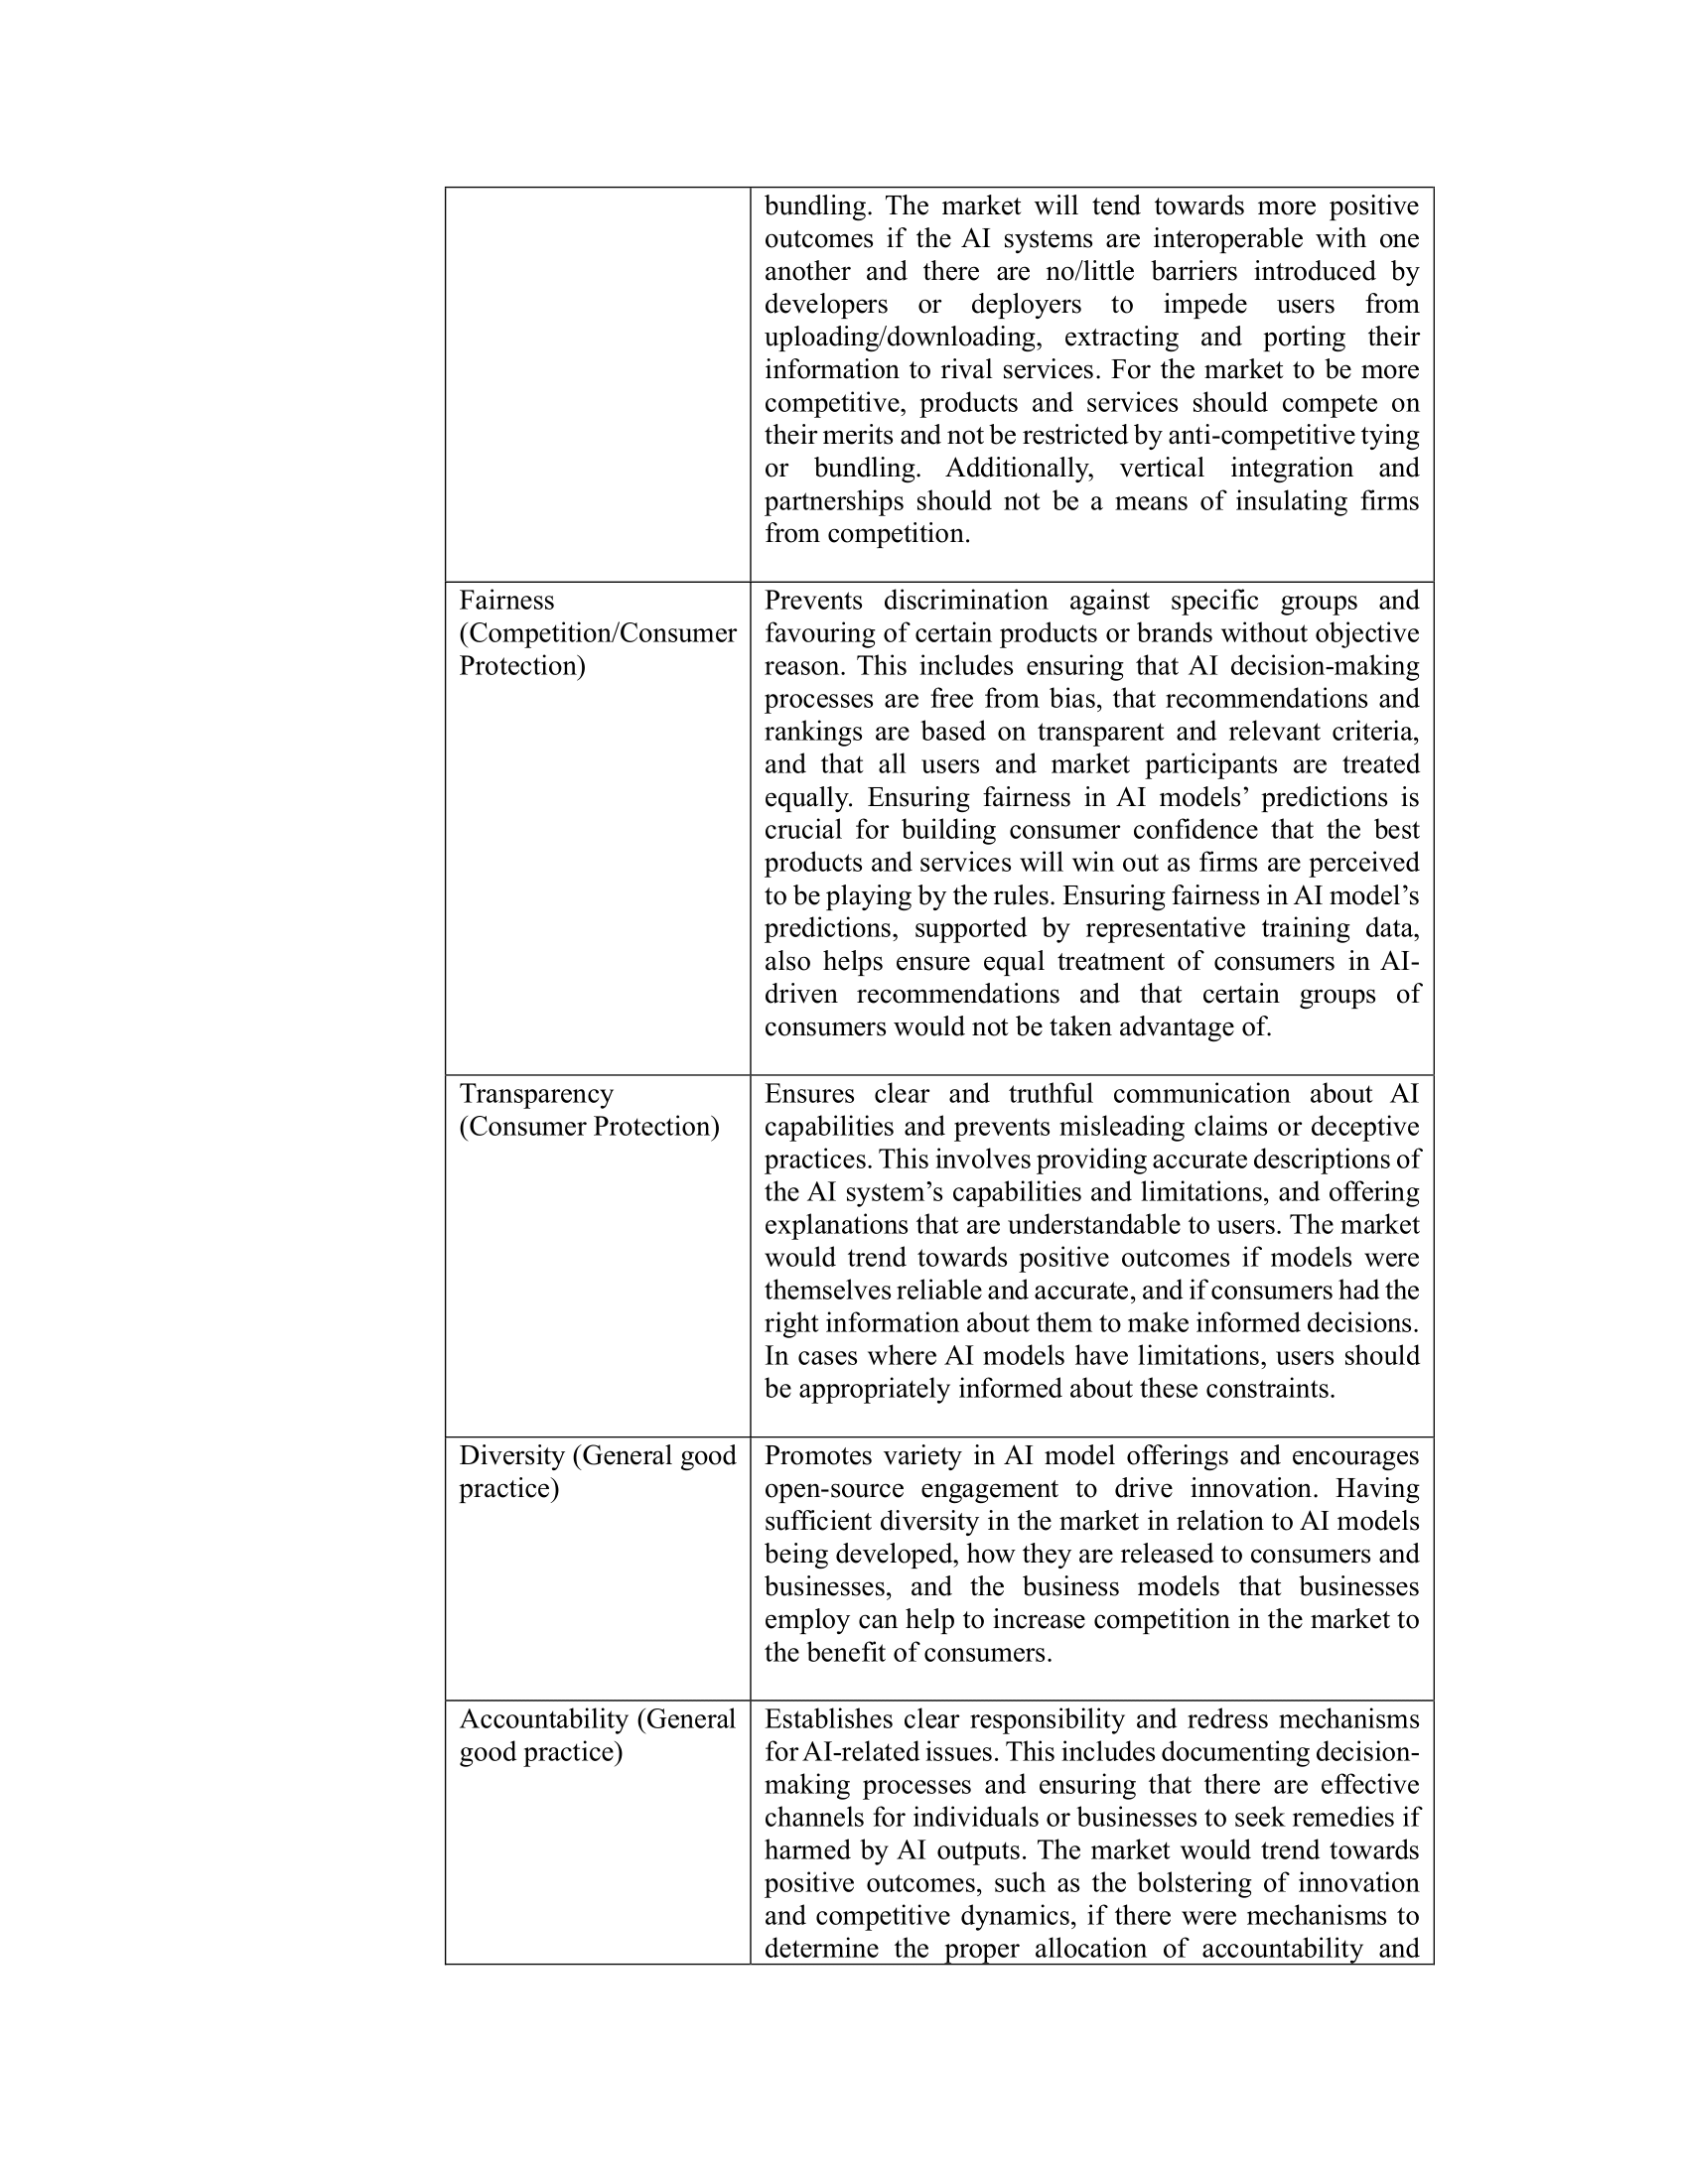 bundling. The market will tend towards more positive
outcomes if the AI systems are interoperable with one
another and there are no/little barriers introduced by
developers or deployers to impede users from
uploading/downloading, extracting and porting their
information to rival services. For the market to be more
competitive, products and services should compete on
their merits and not be restricted by anti-competitive tying
or bundling. Additionally, vertical integration and
partnerships should not be a means of insulating firms
from competition.
Fairness
(Competition/Consumer
Protection)
Prevents discrimination against specific groups and
favouring of certain products or brands without objective
reason. This includes ensuring that AI decision-making
processes are free from bias, that recommendations and
rankings are based on transparent and relevant criteria,
and that all users and market participants are treated
equally. Ensuring fairness in AI models’ predictions is
crucial for building consumer confidence that the best
products and services will win out as firms are perceived
to be playing by the rules. Ensuring fairness in AI model’s
predictions, supported by representative training data,
also helps ensure equal treatment of consumers in AI-
driven recommendations and that certain groups of
consumers would not be taken advantage of.
Transparency
(Consumer Protection)
Ensures clear and truthful communication about AI
capabilities and prevents misleading claims or deceptive
practices. This involves providing accurate descriptions of
the AI system’s capabilities and limitations, and offering
explanations that are understandable to users. The market
would trend towards positive outcomes if models were
themselves reliable and accurate, and if consumers had the
right information about them to make informed decisions.
In cases where AI models have limitations, users should
be appropriately informed about these constraints.
Diversity (General good
practice)
Promotes variety in AI model offerings and encourages
open-source engagement to drive innovation. Having
sufficient diversity in the market in relation to AI models
being developed, how they are released to consumers and
businesses, and the business models that businesses
employ can help to increase competition in the market to
the benefit of consumers.
Accountability (General
good practice)
Establishes clear responsibility and redress mechanisms
for AI-related issues. This includes documenting decision-
making processes and ensuring that there are effective
channels for individuals or businesses to seek remedies if
harmed by AI outputs. The market would trend towards
positive outcomes, such as the bolstering of innovation
and competitive dynamics, if there were mechanisms to
determine the proper allocation of accountability and